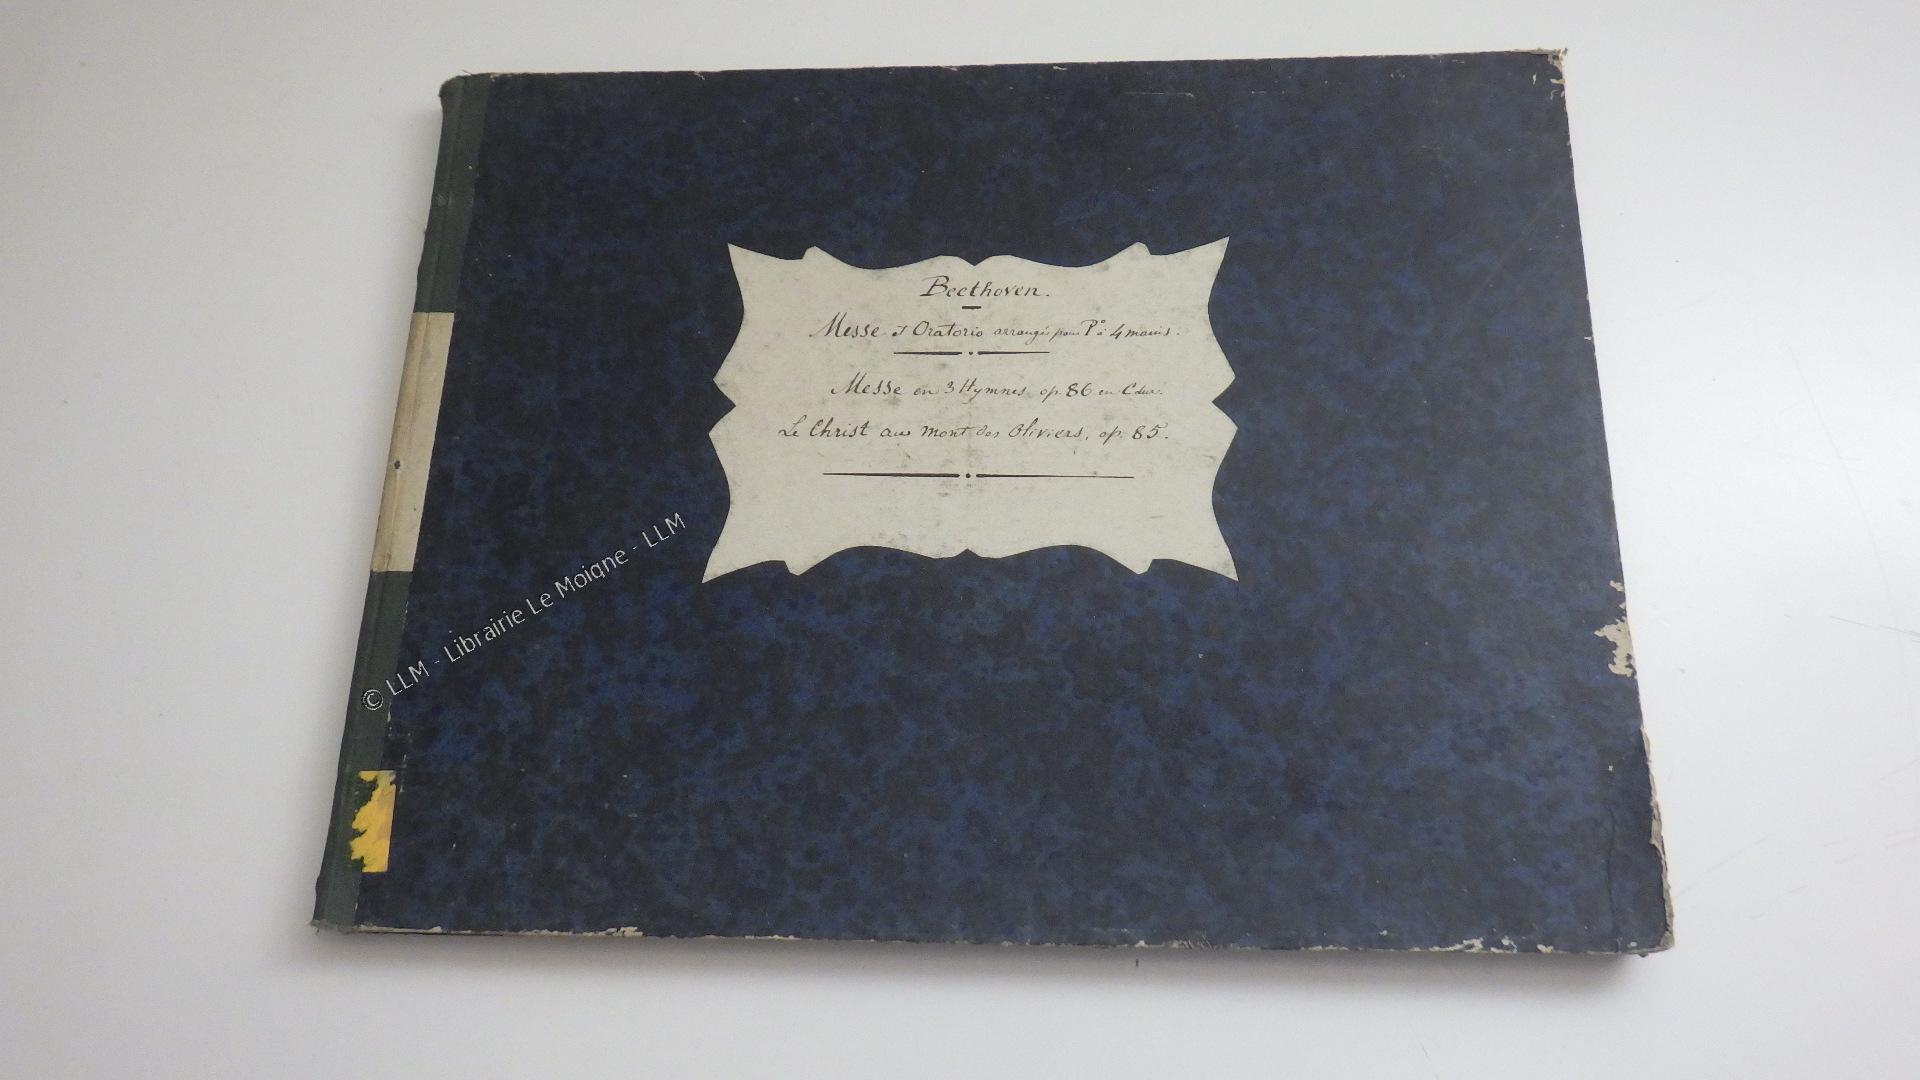 Beethoven.
Messe et Oratorio arrangés pour Pº à 4 mains.
Messe en 3 Hymnes op. 86 en C dur.
Le Christ au mont des Oliviers, op. 85.
© LLM - Librairie Le Moigne - LLM